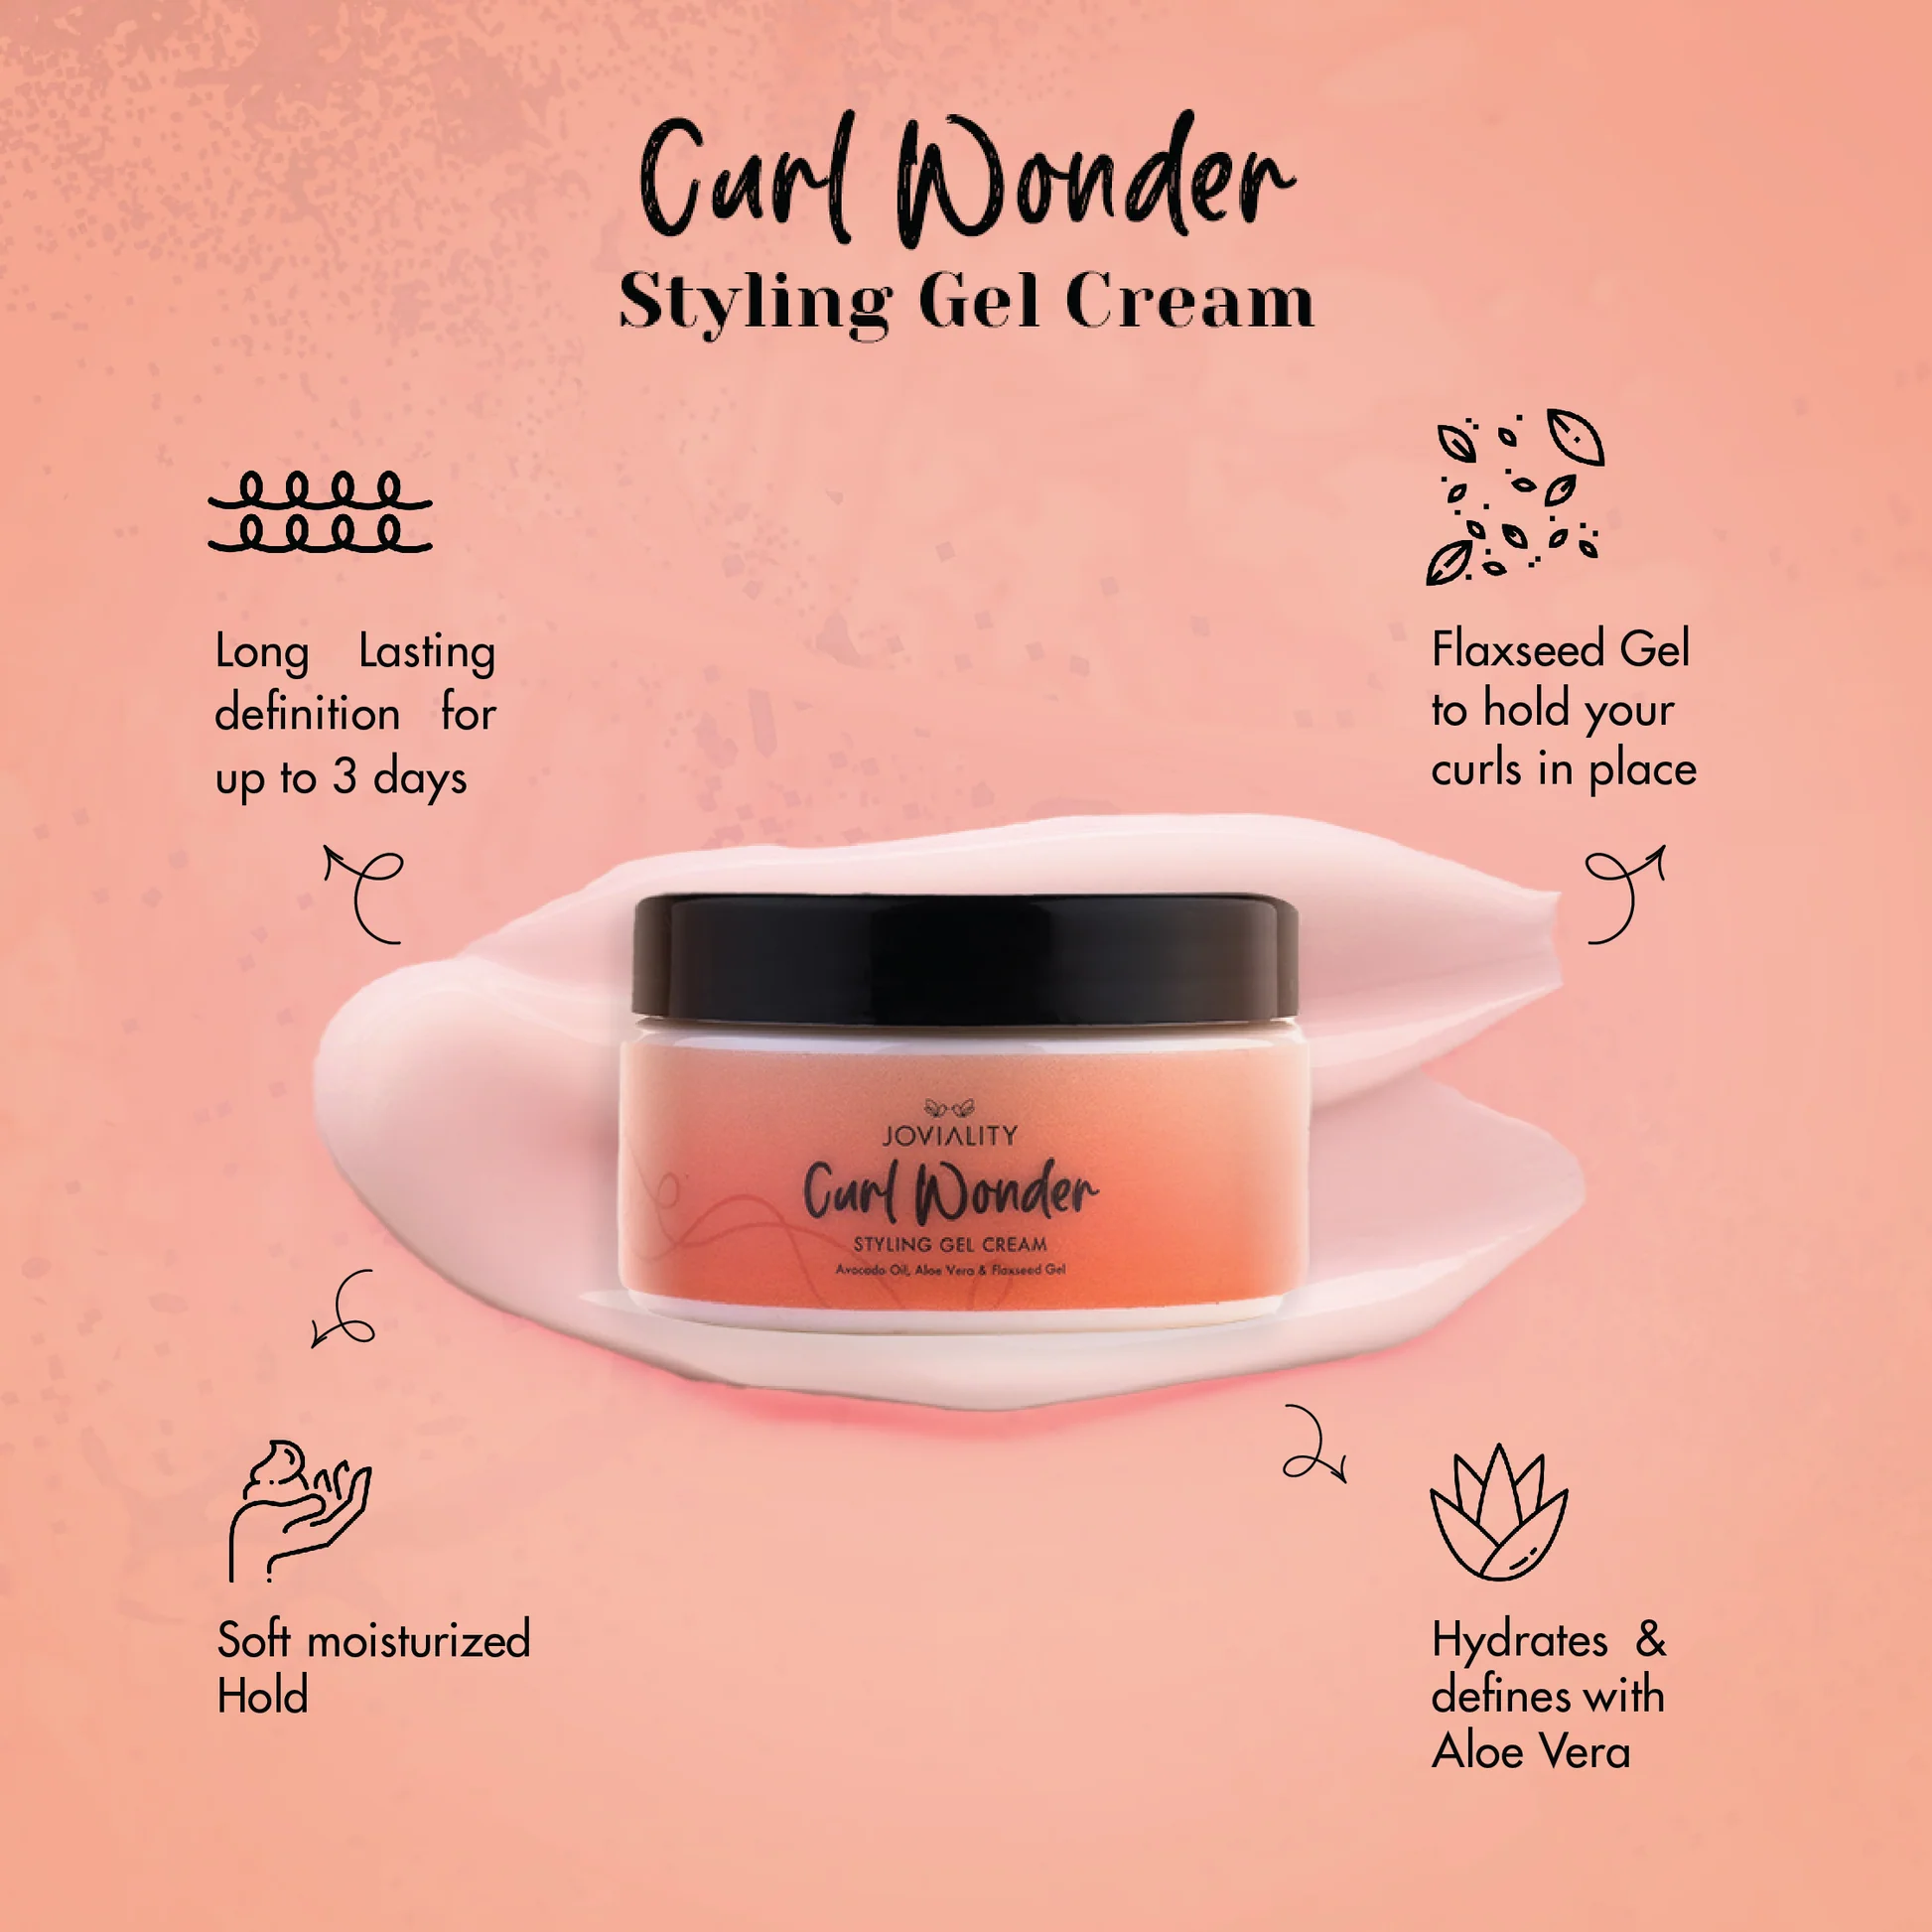 Curl Wonder
Styling Gel Cream
Long Lasting
definition for
up to 3 days
Flaxseed Gel
to hold your
curls in place
JOVIALITY
Curl Wonder
STYLING GEL CREAM
Avocado Oil, Aloe Vera & Flaxseed Gel
Soft moisturized
Hold
Hydrates &
defines with
Aloe Vera